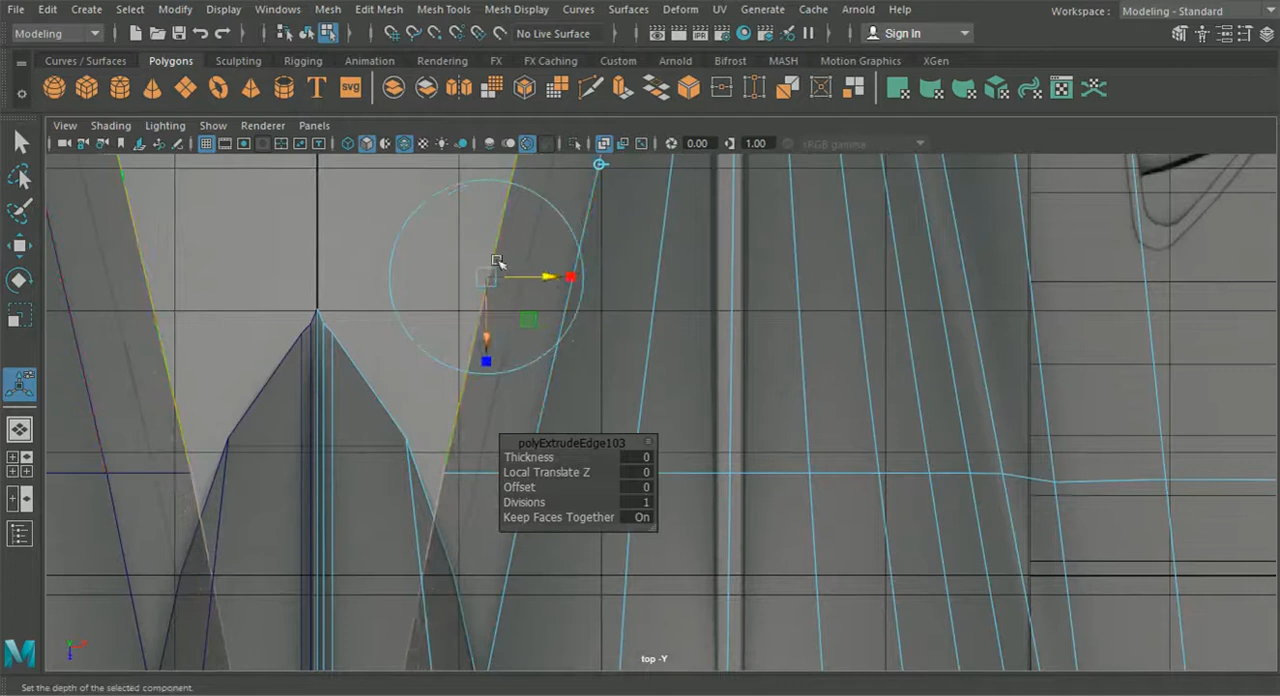 File Edit Create Select Modify Display Windows Mesh Edit Mesh Mesh Tools Mesh Display Curves Surfaces Deform UV Generate Cache Arnold Help Workspace: Modeling - Standard
Modeling No Live Surface Sign In
Curves / Surfaces Polygons Sculpting Rigging Animation Rendering FX FX Caching Custom Arnold Bifrost MASH Motion Graphics XGen
T svg
View Shading Lighting Show Renderer Panels
0.00 1.00 sRGB gamma
polyExtrudeEdge103
Thickness 0
Local Translate Z 0
Offset 0
Divisions 1
Keep Faces Together On
top -Y
Set the depth of the selected component.